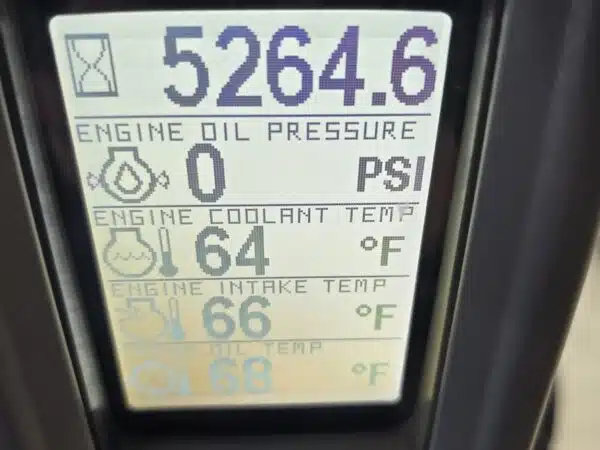 5264.6
ENGINE OIL PRESSURE
0 PSI
ENGINE COOLANT TEMP
64 °F
ENGINE INTAKE TEMP
66 °F
OIL TEMP
68 °F